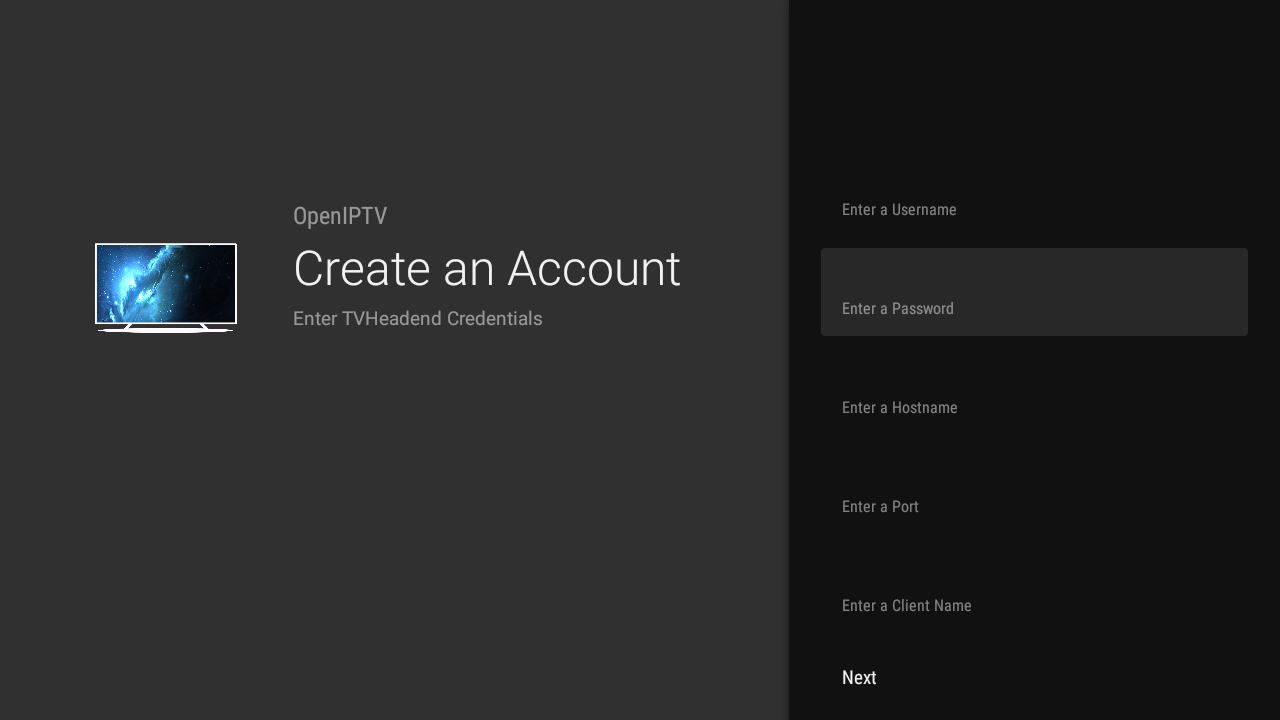 OpenIPTV
Create an Account
Enter TVHeadend Credentials
Enter a Username
Enter a Password
Enter a Hostname
Enter a Port
Enter a Client Name
Next